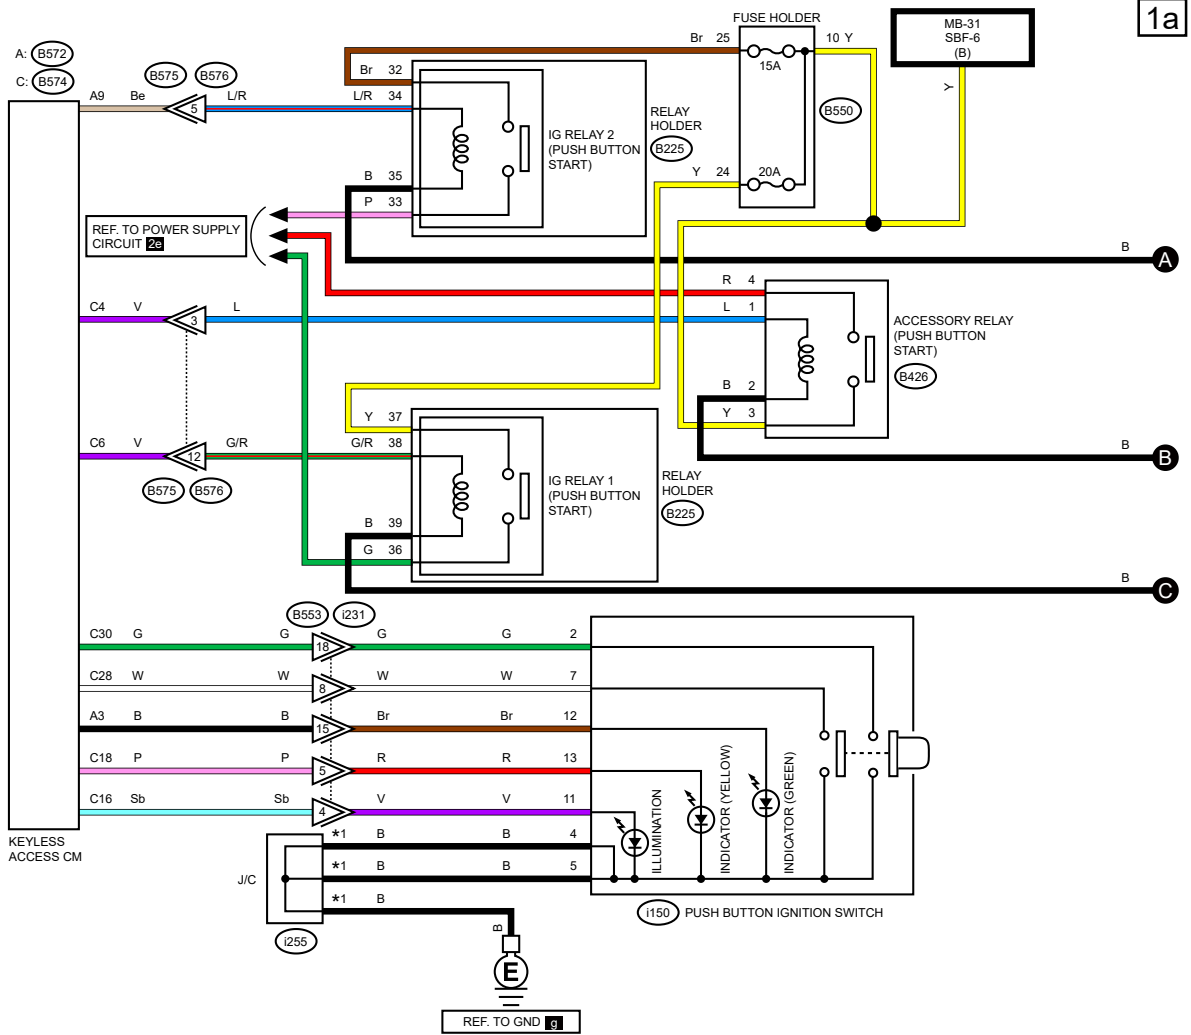 1a
FUSE HOLDER
MB-31
SBF-6
(B)
A: B572
C: B574
B575 B576
Br 25
10 Y
15A
Y
Br 32
A9 Be
5
L/R
L/R 34
B550
RELAY
HOLDER
B225
IG RELAY 2
(PUSH BUTTON
START)
B 35
P 33
Y 24
20A
REF. TO POWER SUPPLY
CIRCUIT 2e
B
A
R 4
C4 V
3
L
L 1
ACCESSORY RELAY
(PUSH BUTTON
START)
B426
B 2
Y 3
Y 37
C6 V
12
G/R
G/R 38
B
B
B575 B576
IG RELAY 1
(PUSH BUTTON
START)
RELAY
HOLDER
B225
B 39
G 36
B
C
B553 i231
C30 G
G
18
G
G
2
C28 W
W
8
W
W
7
A3 B
B
15
Br
Br
12
C18 P
P
5
R
R
13
C16 Sb
Sb
4
V
V
11
ILLUMINATION
INDICATOR (YELLOW)
INDICATOR (GREEN)
KEYLESS
ACCESS CM
*1 B
B
4
J/C
*1 B
B
5
*1 B
i255
i150 PUSH BUTTON IGNITION SWITCH
B
E
REF. TO GND g